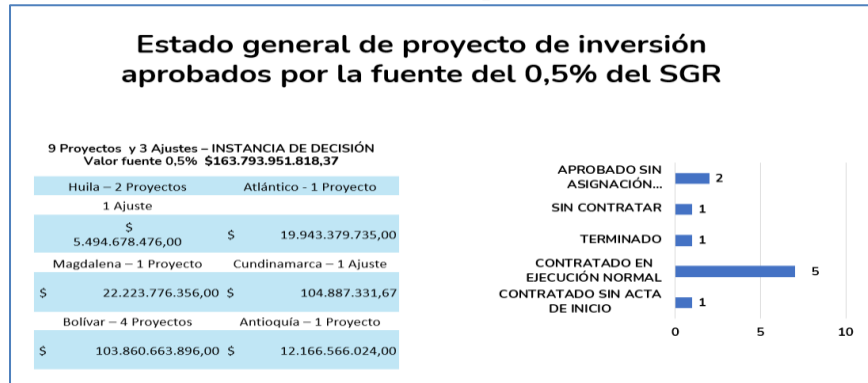 Estado general de proyecto de inversión
aprobados por la fuente del 0,5% del SGR
9 Proyectos y 3 Ajustes – INSTANCIA DE DECISIÓN
Valor fuente 0,5% $163.793.951.818,37
Huila – 2 Proyectos Atlántico - 1 Proyecto
1 Ajuste
$
5.494.678.476,00 $ 19.943.379.735,00
Magdalena – 1 Proyecto Cundinamarca – 1 Ajuste
$ 22.223.776.356,00 $ 104.887.331,67
Bolívar – 4 Proyectos Antioquía – 1 Proyecto
$ 103.860.663.896,00 $ 12.166.566.024,00
APROBADO SIN
ASIGNACIÓN... 2
SIN CONTRATAR 1
TERMINADO 1
CONTRATADO EN
EJECUCIÓN NORMAL 5
CONTRATADO SIN ACTA
DE INICIO 1
0 5 10